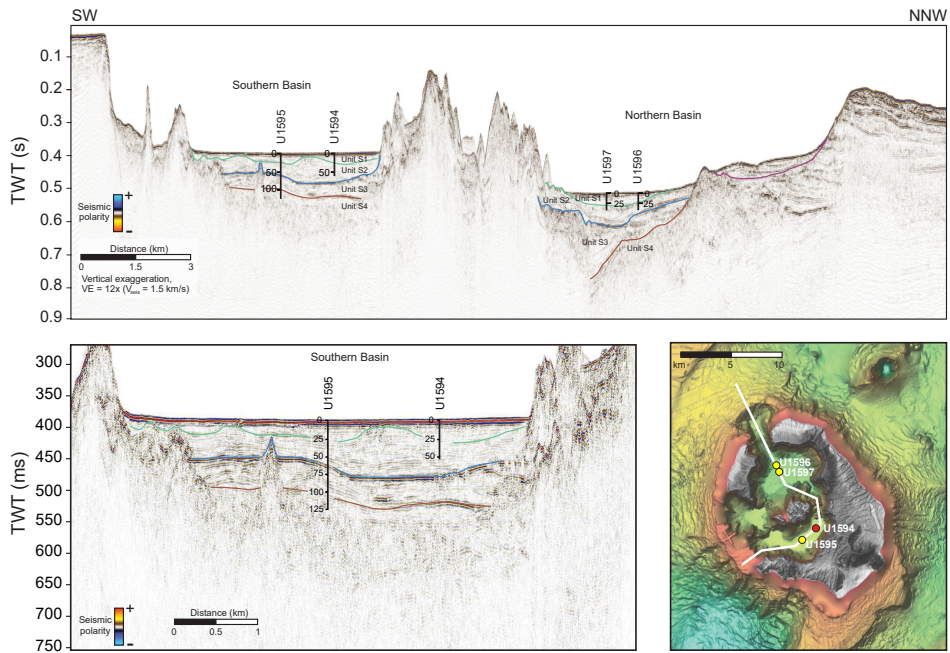 SW
NNW
TWT (s)
0.1
0.2
0.3
0.4
0.5
0.6
0.7
0.8
0.9
Southern Basin
Northern Basin
U1595
U1594
U1597
U1596
0
50
100
0
50
Unit S1
Unit S2
Unit S3
Unit S4
0
25
0
25
Unit S2
Unit S1
Unit S3
Unit S4
Seismic
polarity
+
-
Distance (km)
0
1.5
3
Vertical exaggeration,
VE = 12x (Vseis = 1.5 km/s)
TWT (ms)
300
350
400
450
500
550
600
650
700
750
Southern Basin
U1595
U1594
0
25
50
75
100
125
0
25
50
Seismic
polarity
+
-
Distance (km)
0
0.5
1
km
5
10
U1596
U1597
U1594
U1595